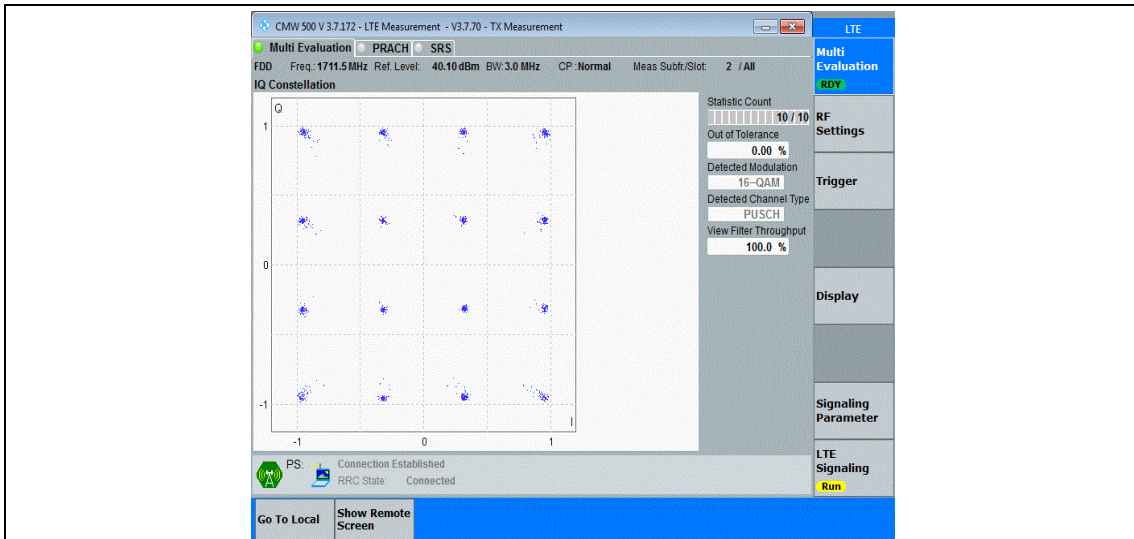 CMW 500 V 3.7.172 - LTE Measurement - V3.7.70 - TX Measurement
LTE
Multi Evaluation PRACH SRS
FDD Freq.: 1711.5 MHz Ref. Level: 40.10 dBm BW: 3.0 MHz CP : Normal Meas Subfr./Slot: 2 / All
IQ Constellation
Q
1
0
-1
-1 0 1
I
Statistic Count
10 / 10
Out of Tolerance
0.00 %
Detected Modulation
16-QAM
Detected Channel Type
PUSCH
View Filter Throughput
100.0 %
Multi
Evaluation
RDY
RF
Settings
Trigger
Display
Signaling
Parameter
LTE
Signaling
Run
PS: Connection Established
RRC State: Connected
Go To Local
Show Remote
Screen